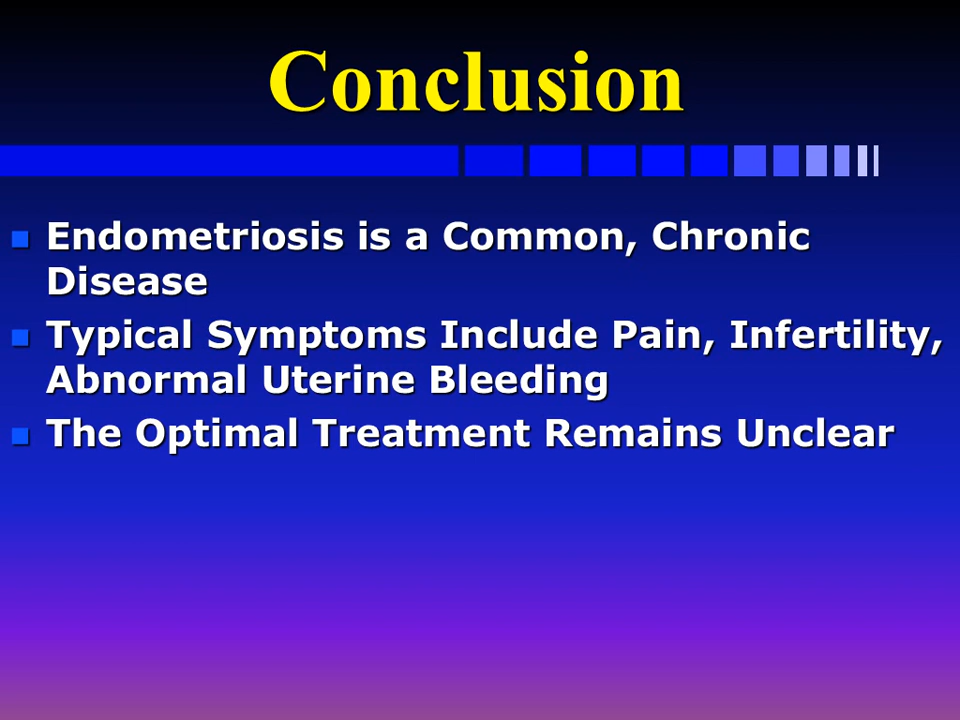 Conclusion
Endometriosis is a Common, Chronic
Disease
Typical Symptoms Include Pain, Infertility,
Abnormal Uterine Bleeding
The Optimal Treatment Remains Unclear